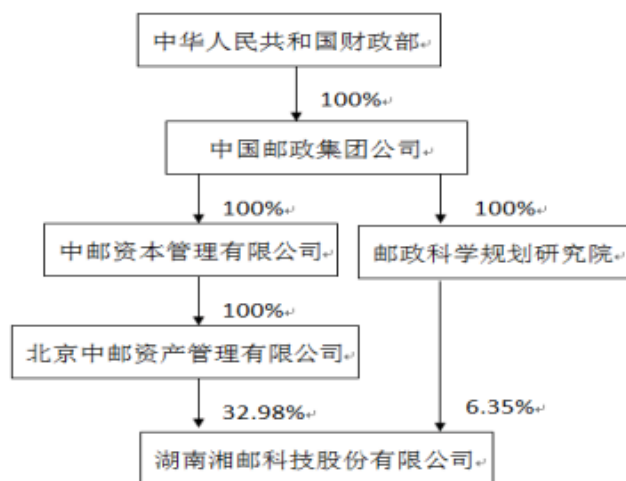 中华人民共和国财政部
100%
中国邮政集团公司
100%
100%
中邮资本管理有限公司
邮政科学规划研究院
100%
北京中邮资产管理有限公司
32.98%
6.35%
湖南湘邮科技股份有限公司